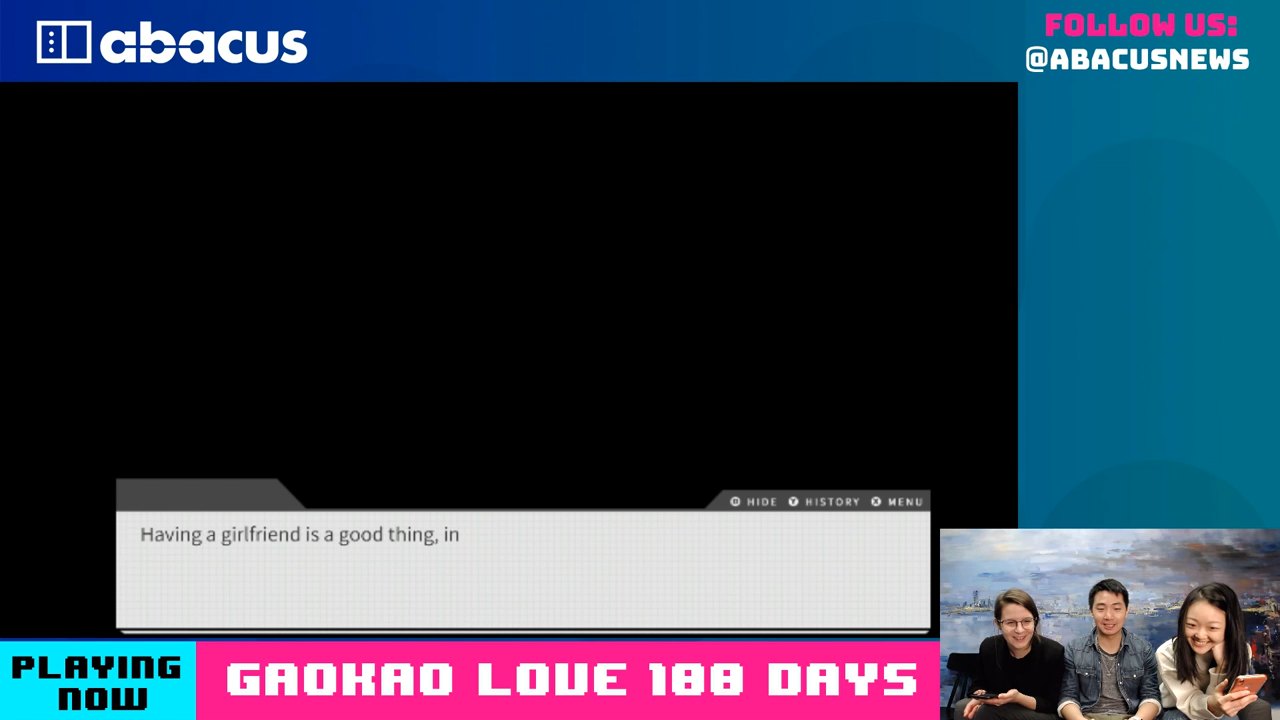 abacus
FOLLOW US:
@ABACUSNEWS
HIDE HISTORY MENU
Having a girlfriend is a good thing, in
PLAYING
NOW
GAOKAO LOVE 100 DAYS